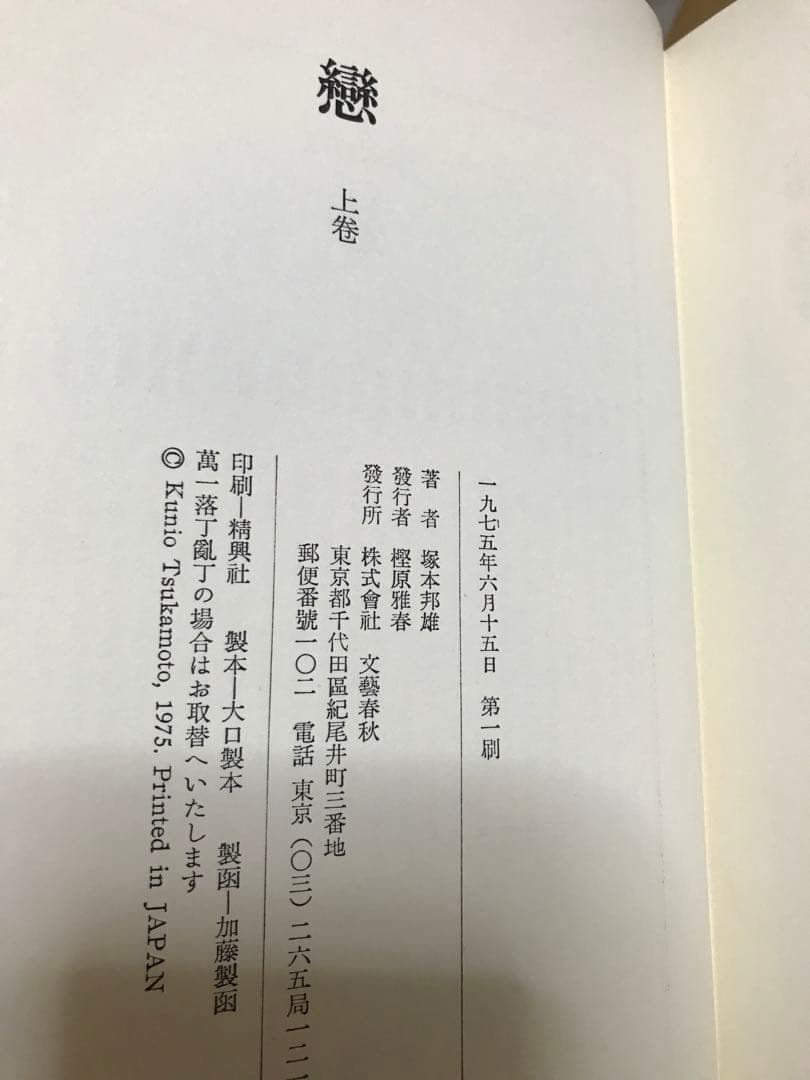 戀
上卷
一九七五年六月十五日　第一刷
著　者　塚本邦雄
發行者　樫原雅春
發行所　株式會社　文藝春秋
東京都千代田區紀尾井町三番地
郵便番號一〇二　電話　東京（〇三）二六五局一二一
印刷―精興社　製本―大口製本　製函―加藤製函
萬一落丁亂丁の場合はお取替へいたします
© Kunio Tsukamoto, 1975. Printed in JAPAN